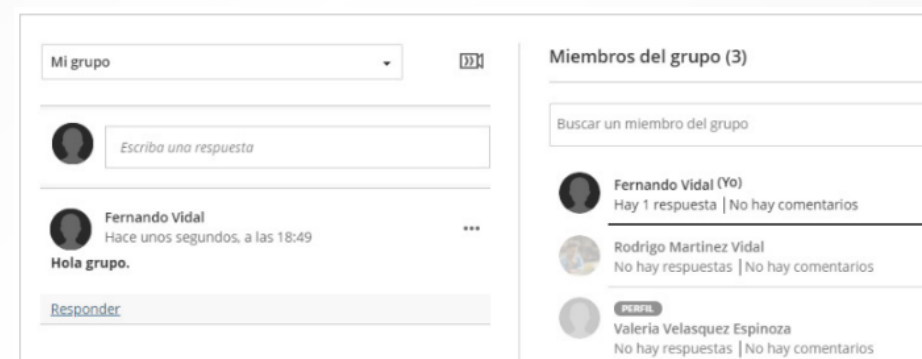 Mi grupo
Escriba una respuesta
Fernando Vidal
Hace unos segundos, a las 18:49
Hola grupo.
Responder
Miembros del grupo (3)
Buscar un miembro del grupo
Fernando Vidal (Yo)
Hay 1 respuesta | No hay comentarios
Rodrigo Martinez Vidal
No hay respuestas | No hay comentarios
PERFIL
Valeria Velasquez Espinoza
No hay respuestas | No hay comentarios